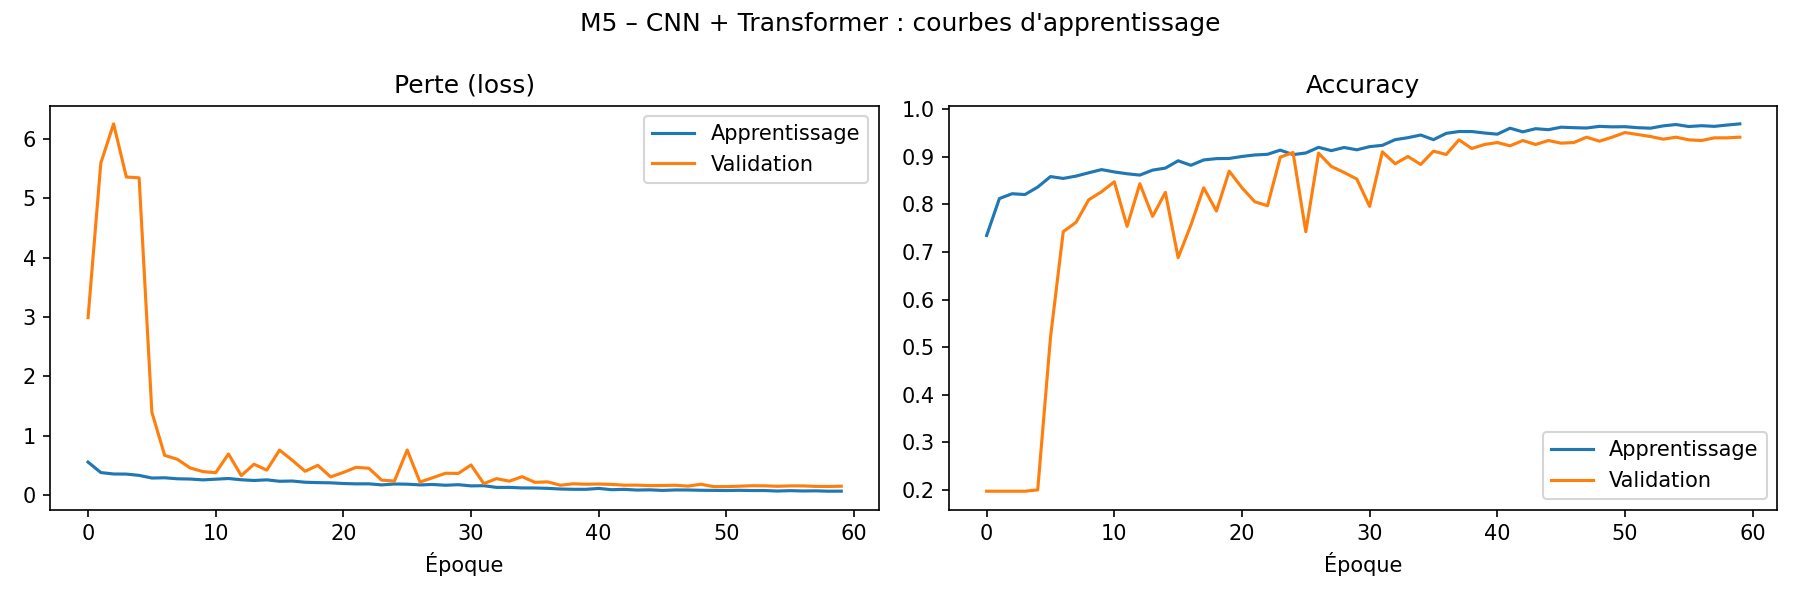 M5 – CNN + Transformer : courbes d'apprentissage
Perte (loss)
6
5
4
3
2
1
0
Apprentissage
Validation
0 10 20 30 40 50 60
Époque
Accuracy
1.0
0.9
0.8
0.7
0.6
0.5
0.4
0.3
0.2
Apprentissage
Validation
0 10 20 30 40 50 60
Époque